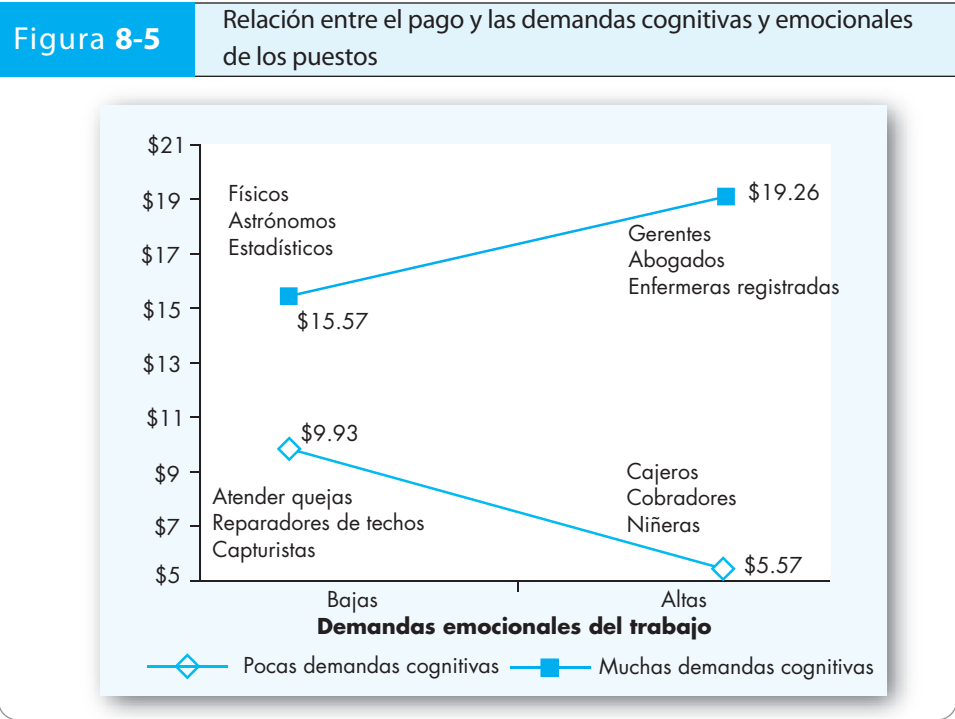 Figura 8-5
Relación entre el pago y las demandas cognitivas y emocionales
de los puestos
$21
$19
$17
$15
$13
$11
$9
$7
$5
Físicos
Astrónomos
Estadísticos
$15.57
$19.26
Gerentes
Abogados
Enfermeras registradas
$9.93
Atender quejas
Reparadores de techos
Capturistas
Cajeros
Cobradores
Niñeras
$5.57
Bajas
Altas
Demandas emocionales del trabajo
Pocas demandas cognitivas
Muchas demandas cognitivas